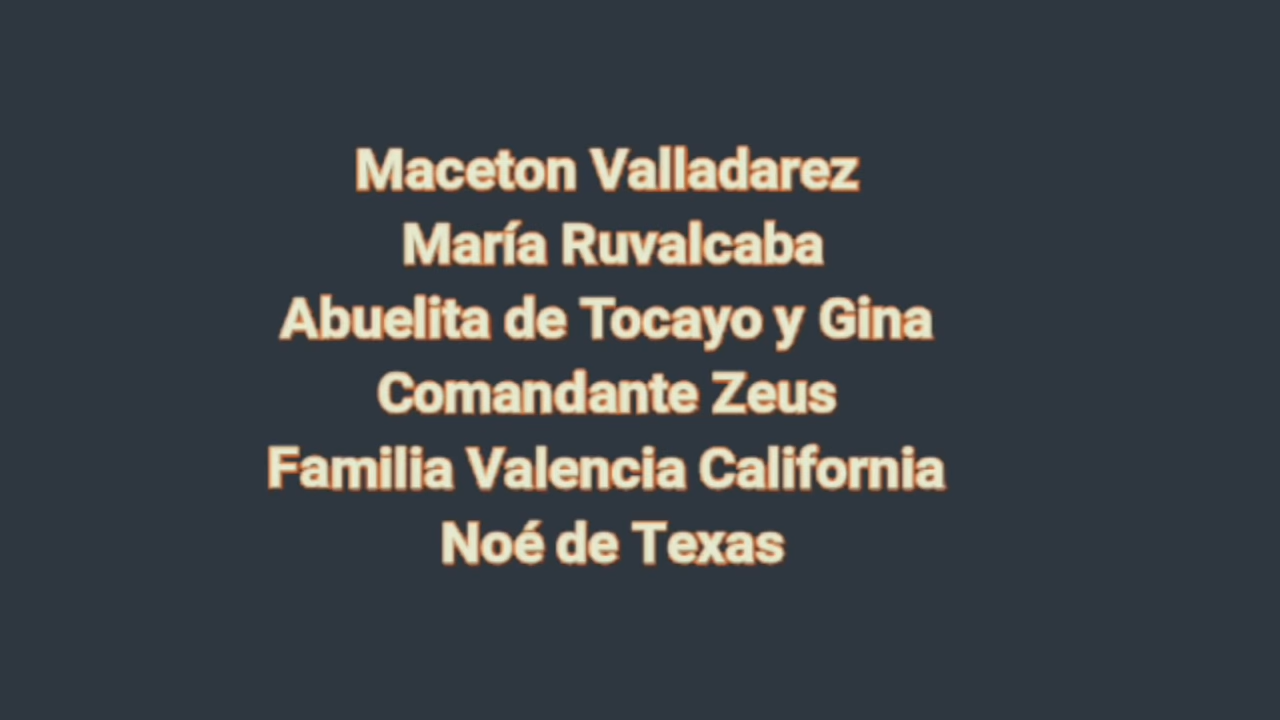 Maceton Valladarez
María Ruvalcaba
Abuelita de Tocayo y Gina
Comandante Zeus
Familia Valencia California
Noé de Texas